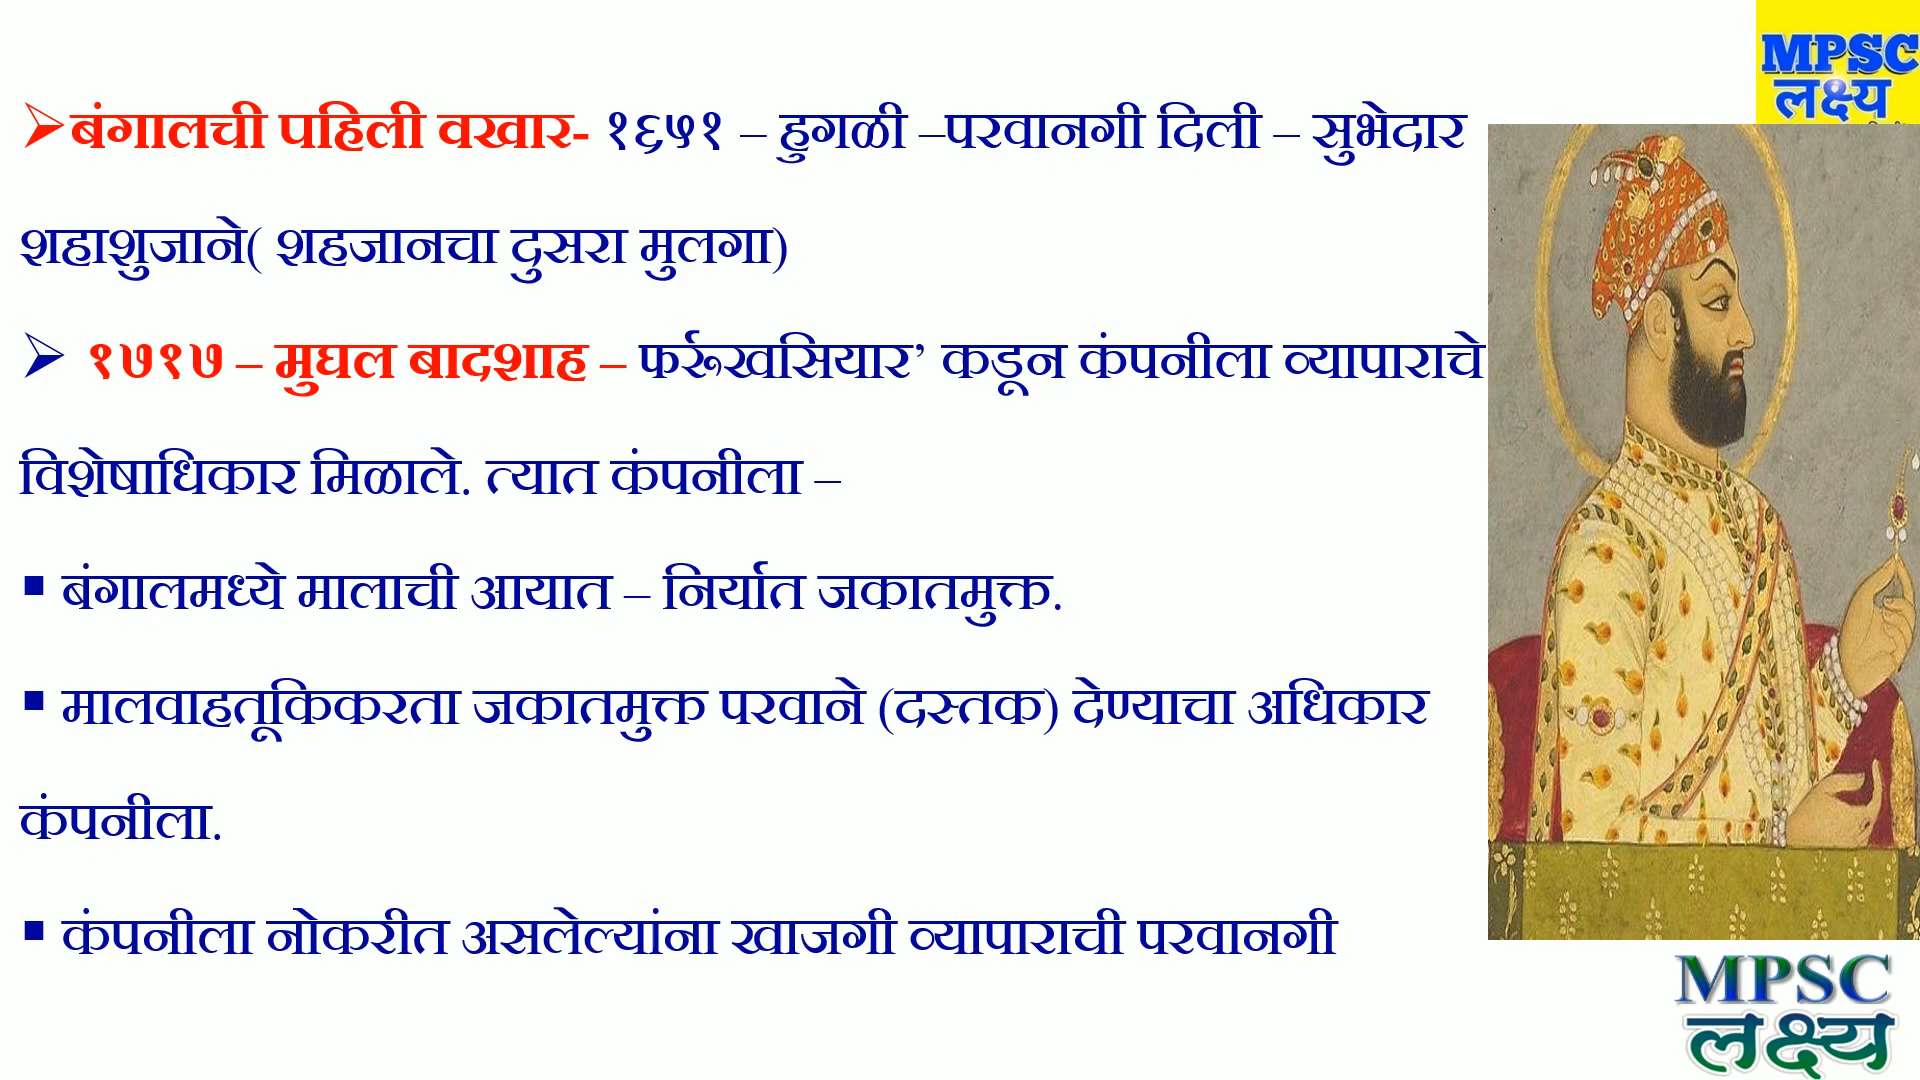 MPSC
लक्ष्य
➢बंगालची पहिली वखार- १६५१ – हुगळी –परवानगी दिली – सुभेदार
शहाशुजाने( शहजानचा दुसरा मुलगा)
➢ १७१७ – मुघल बादशाह – फर्रूखसियार’ कडून कंपनीला व्यापाराचे
विशेषाधिकार मिळाले. त्यात कंपनीला –
▪ बंगालमध्ये मालाची आयात – निर्यात जकातमुक्त.
▪ मालवाहतूकिकरता जकातमुक्त परवाने (दस्तक) देण्याचा अधिकार
कंपनीला.
▪ कंपनीला नोकरीत असलेल्यांना खाजगी व्यापाराची परवानगी
MPSC
लक्ष्य